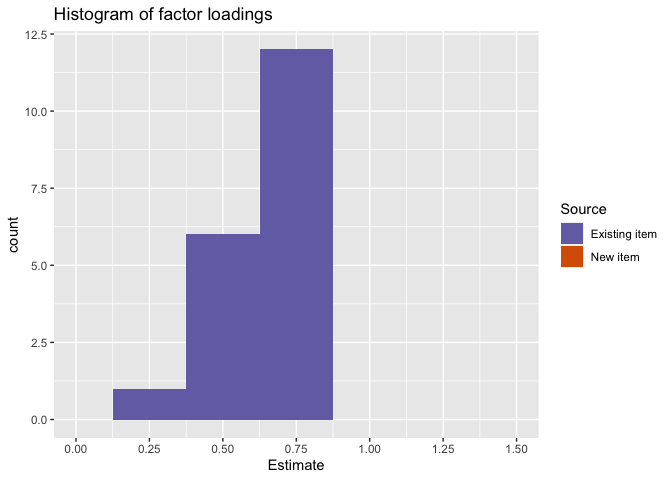 Histogram of factor loadings
12.5
10.0
7.5
5.0
2.5
0.0
count
0.00 0.25 0.50 0.75 1.00 1.25 1.50
Estimate
Source
Existing item
New item